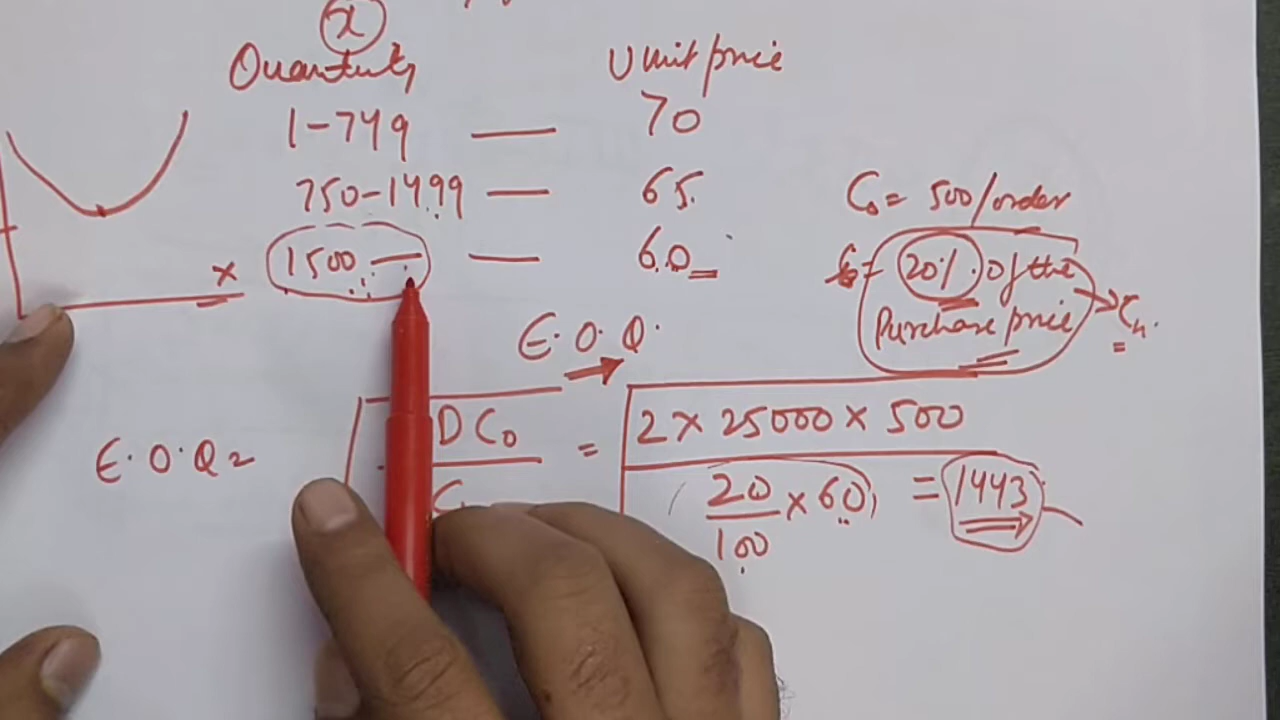 x
Quantity Unit price
1-749 — 70
750-1499 — 65.
1500 — — 60
C₀ = 500/order
= 20% of the
Purchase price → Cₕ.
E.O.Q.
E.O.Q = DC₀ = 2 × 25000 × 500
20/100 × 60 = 1443